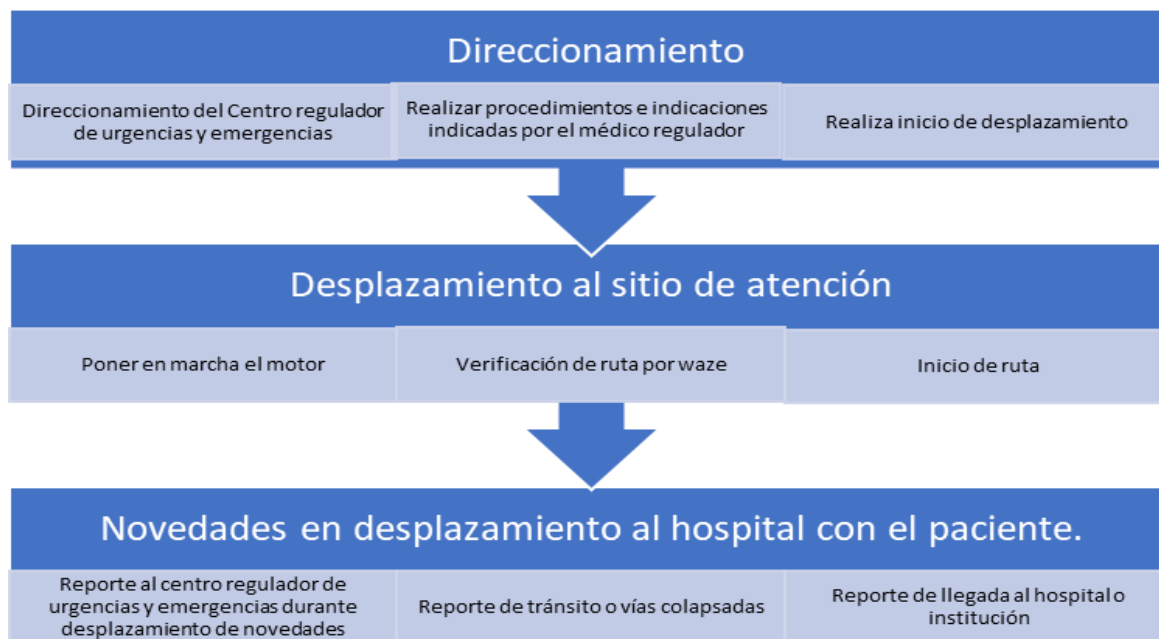 Direccionamiento
Direccionamiento del Centro regulador
de urgencias y emergencias
Realizar procedimientos e indicaciones
indicadas por el médico regulador
Realiza inicio de desplazamiento
Desplazamiento al sitio de atención
Poner en marcha el motor
Verificación de ruta por waze
Inicio de ruta
Novedades en desplazamiento al hospital con el paciente.
Reporte al centro regulador de
urgencias y emergencias durante
desplazamiento de novedades
Reporte de tránsito o vías colapsadas
Reporte de llegada al hospital o
institución